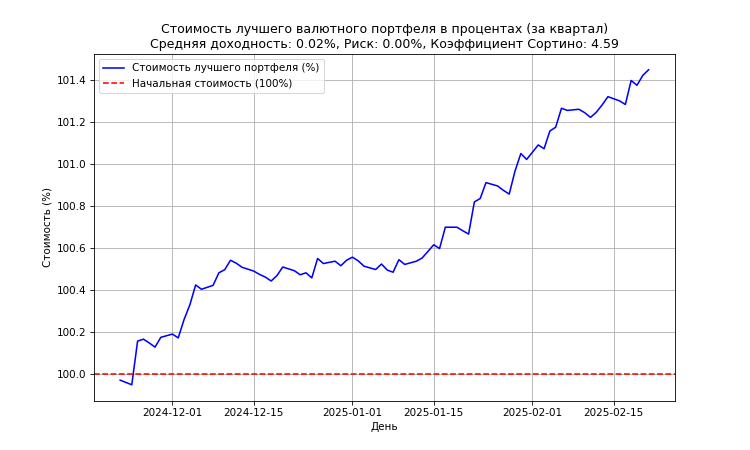 Стоимость лучшего валютного портфеля в процентах (за квартал)
Средняя доходность: 0.02%, Риск: 0.00%, Коэффициент Сортино: 4.59
Стоимость лучшего портфеля (%)
Начальная стоимость (100%)
Стоимость (%)
101.4
101.2
101.0
100.8
100.6
100.4
100.2
100.0
2024-12-01
2024-12-15
2025-01-01
2025-01-15
2025-02-01
2025-02-15
День